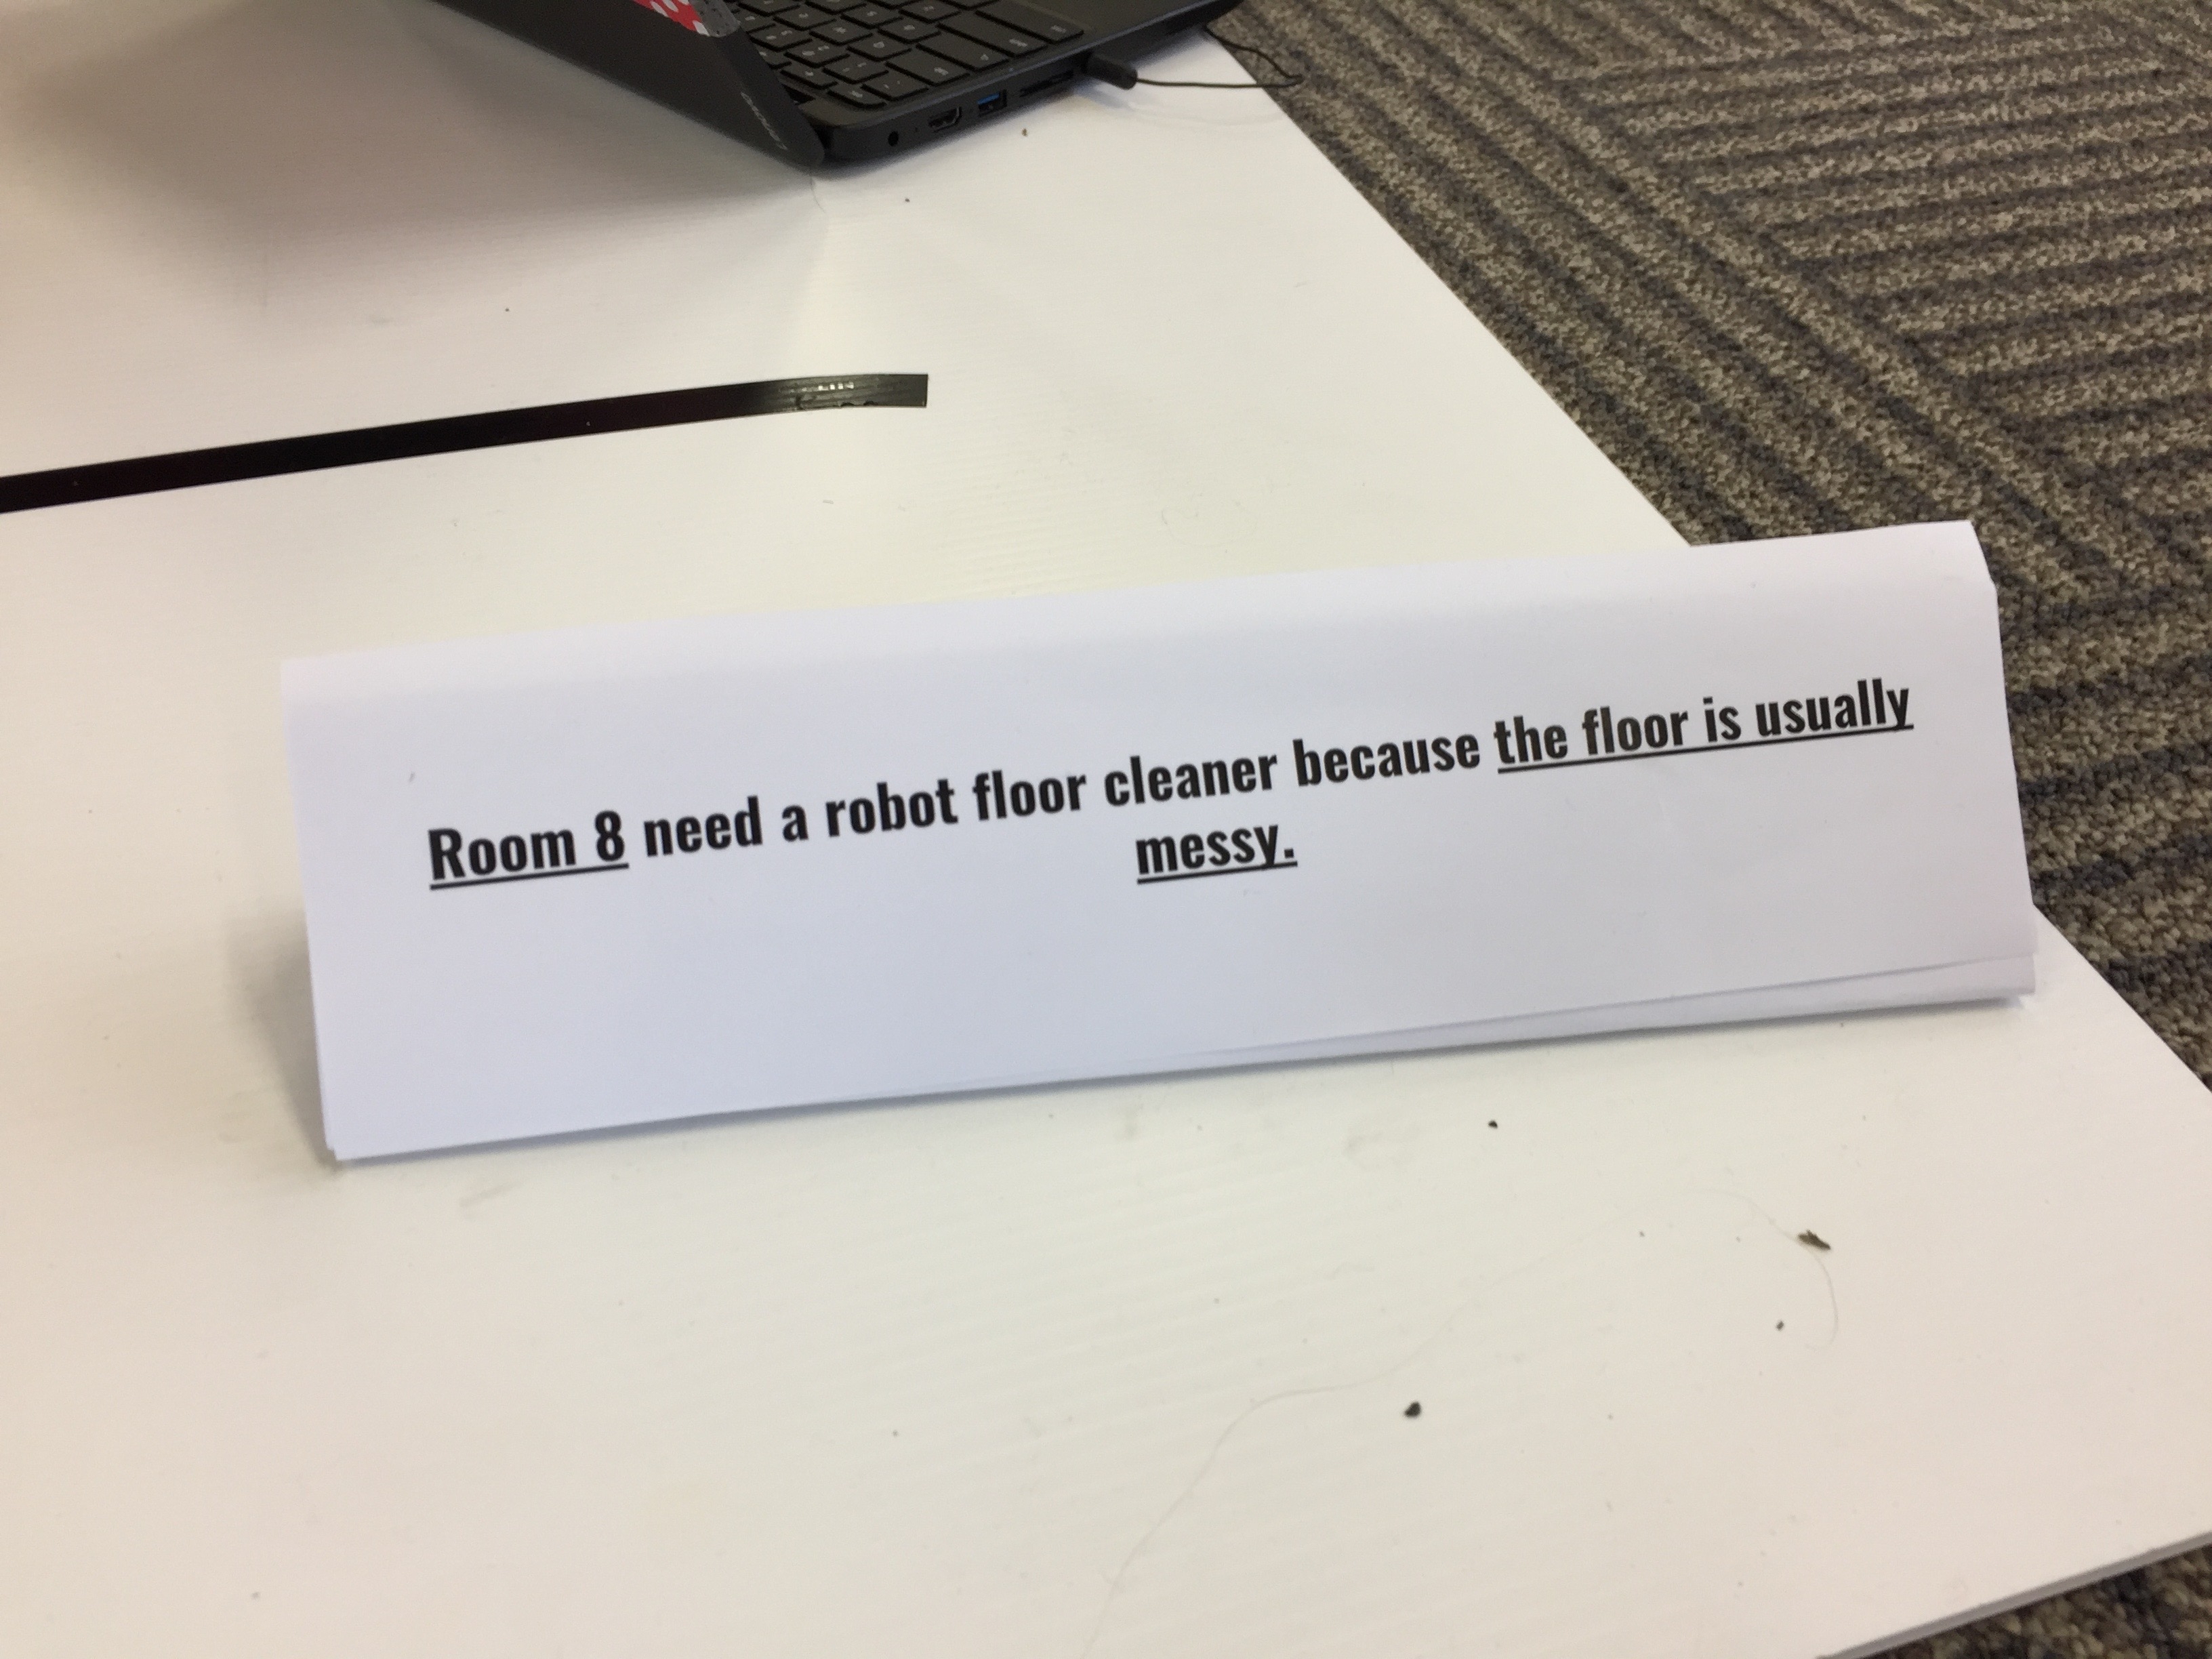 Room 8 need a robot floor cleaner because the floor is usually
messy.